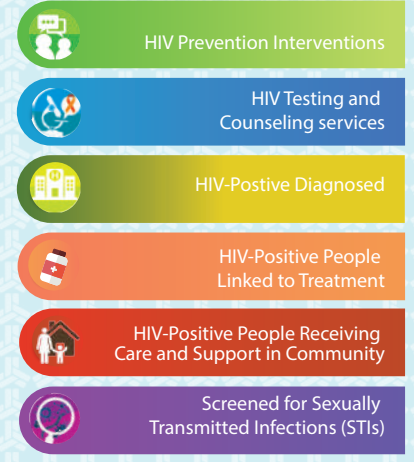 HIV Prevention Interventions
HIV Testing and
Counseling services
HIV-Postive Diagnosed
HIV-Positive People
Linked to Treatment
HIV-Positive People Receiving
Care and Support in Community
Screened for Sexually
Transmitted Infections (STIs)